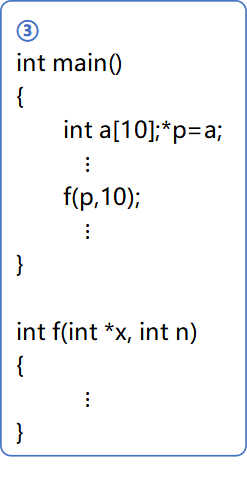 ③
int main()
{
int a[10];*p=a;
⋮
f(p,10);
⋮
}
int f(int *x, int n)
{
⋮
}